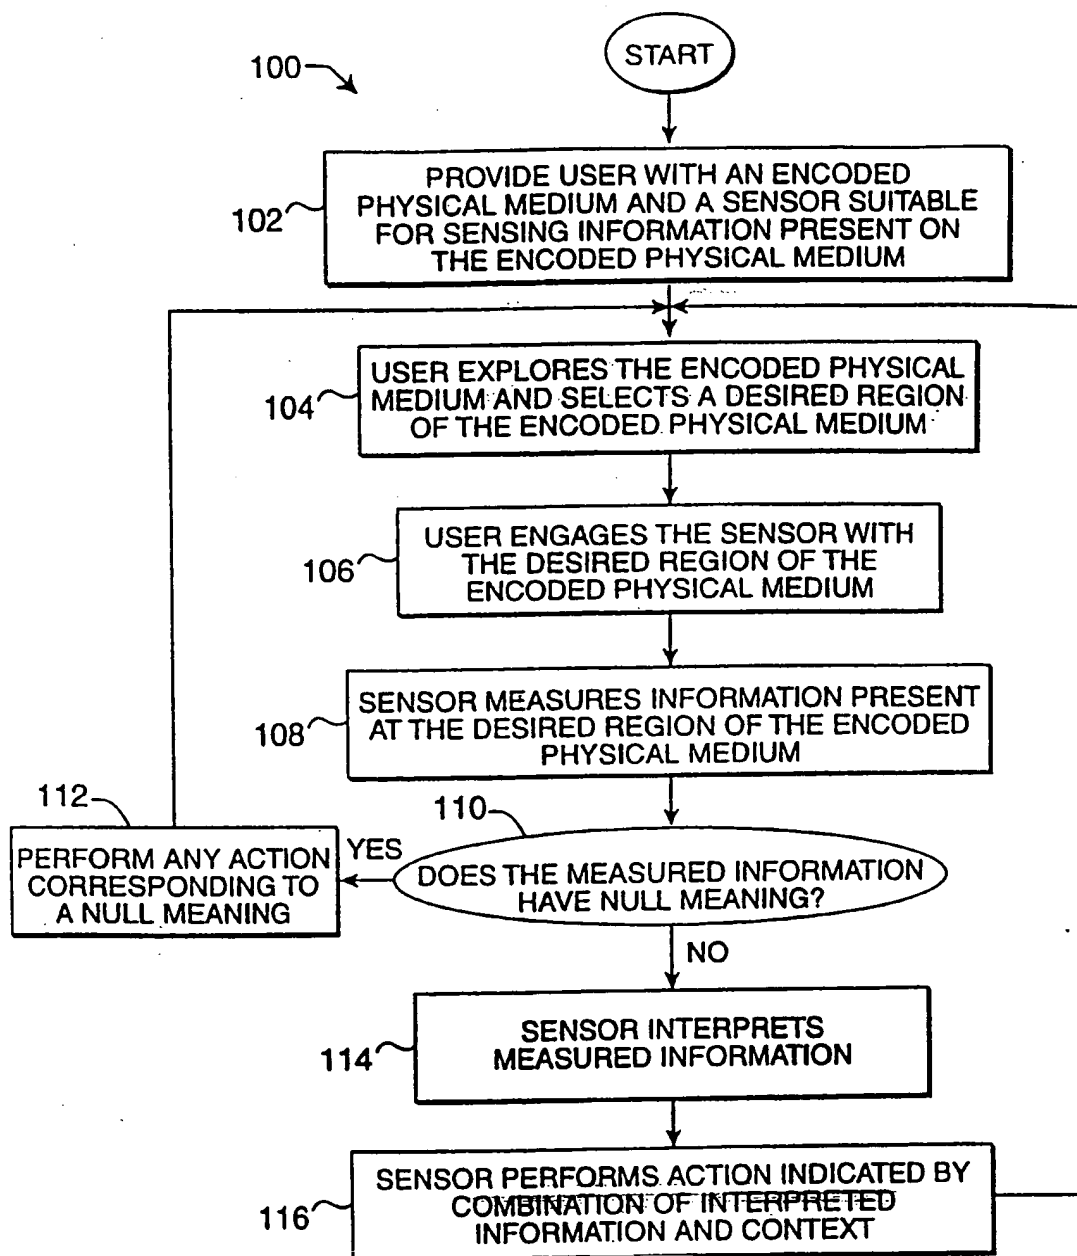 START
100
PROVIDE USER WITH AN ENCODED
PHYSICAL MEDIUM AND A SENSOR SUITABLE
FOR SENSING INFORMATION PRESENT ON
THE ENCODED PHYSICAL MEDIUM
102
USER EXPLORES THE ENCODED PHYSICAL
MEDIUM AND SELECTS A DESIRED REGION
OF THE ENCODED PHYSICAL MEDIUM
104
USER ENGAGES THE SENSOR WITH
THE DESIRED REGION OF THE
ENCODED PHYSICAL MEDIUM
106
SENSOR MEASURES INFORMATION PRESENT
AT THE DESIRED REGION OF THE ENCODED
PHYSICAL MEDIUM
108
112
110
PERFORM ANY ACTION
CORRESPONDING TO
A NULL MEANING
YES
DOES THE MEASURED INFORMATION
HAVE NULL MEANING?
NO
SENSOR INTERPRETS
MEASURED INFORMATION
114
SENSOR PERFORMS ACTION INDICATED BY
COMBINATION OF INTERPRETED
INFORMATION AND CONTEXT
116